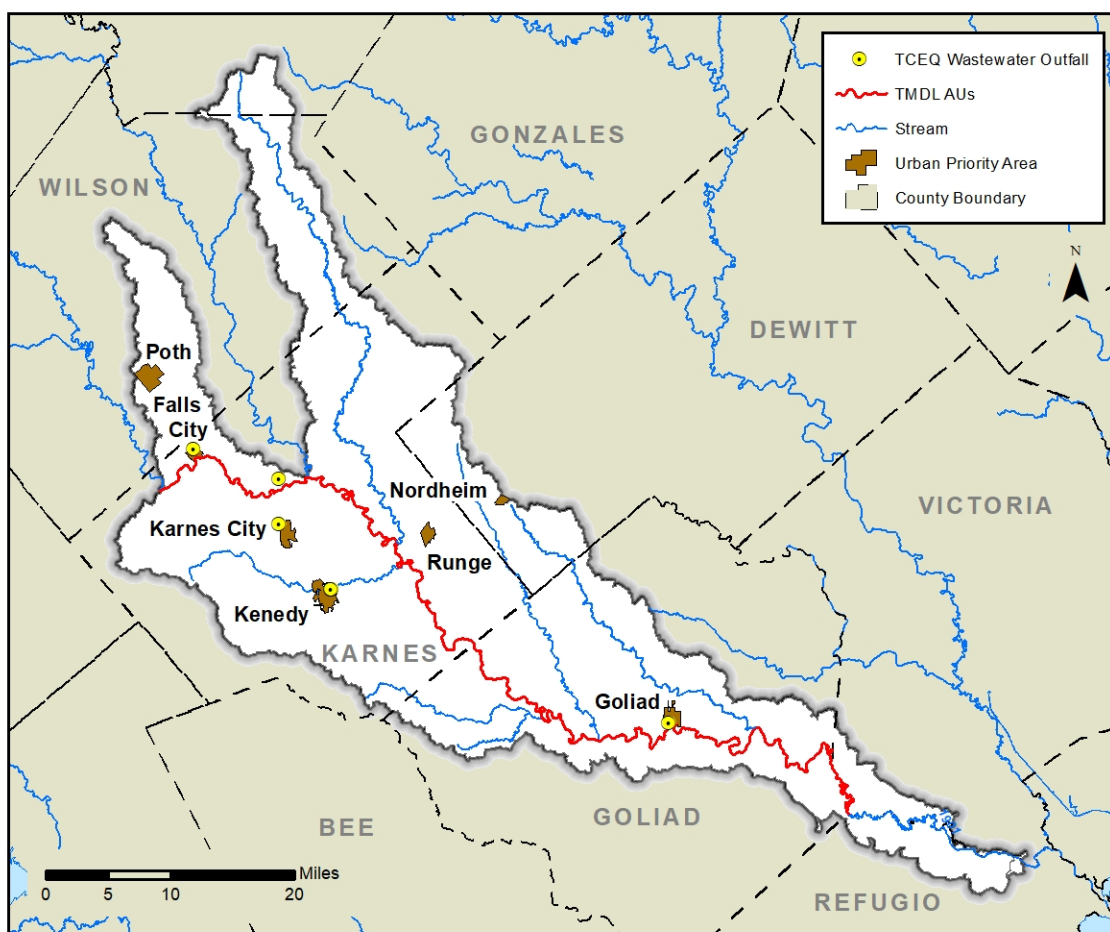 TCEQ Wastewater Outfall
TMDL AUs
Stream
Urban Priority Area
County Boundary
N
GONZALES
WILSON
DEWITT
Poth
Falls
City
Nordheim
VICTORIA
Karnes City
Runge
Kenedy
KARNES
Goliad
BEE
GOLIAD
REFUGIO
Miles
0 5 10 20